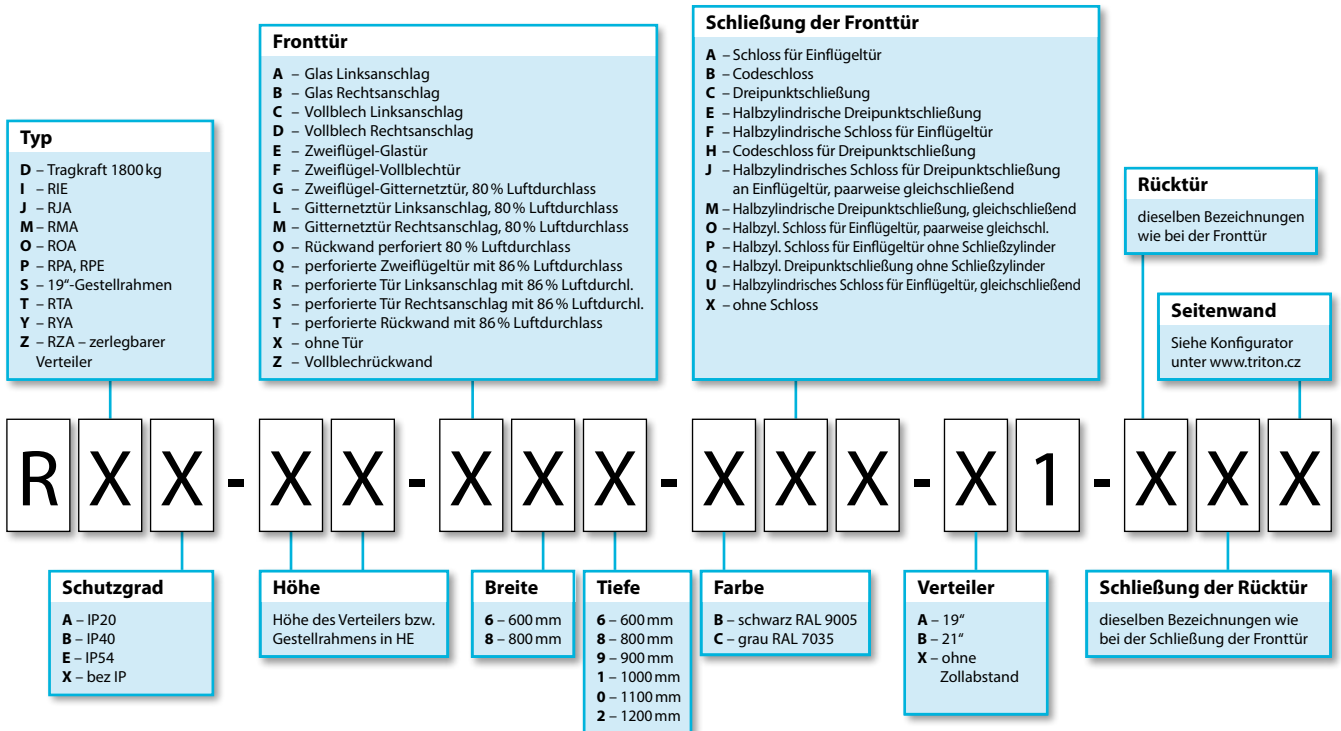 Typ
D – Tragkraft 1800 kg
I – RIE
J – RJA
M – RMA
O – ROA
P – RPA, RPE
S – 19“-Gestellrahmen
T – RTA
Y – RYA
Z – RZA – zerlegbarer
Verteiler
Fronttür
A – Glas Linksanschlag
B – Glas Rechtsanschlag
C – Vollblech Linksanschlag
D – Vollblech Rechtsanschlag
E – Zweiflügel-Glastür
F – Zweiflügel-Vollblechtür
G – Zweiflügel-Gitternetztür, 80 % Luftdurchlass
L – Gitternetztür Linksanschlag, 80 % Luftdurchlass
M – Gitternetztür Rechtsanschlag, 80 % Luftdurchlass
O – Rückwand perforiert 80 % Luftdurchlass
Q – perforierte Zweiflügeltür mit 86 % Luftdurchlass
R – perforierte Tür Linksanschlag mit 86 % Luftdurchl.
S – perforierte Tür Rechtsanschlag mit 86 % Luftdurchl.
T – perforierte Rückwand mit 86 % Luftdurchlass
X – ohne Tür
Z – Vollblechrückwand
Schließung der Fronttür
A – Schloss für Einflügeltür
B – Codeschloss
C – Dreipunktschließung
E – Halbzylindrische Dreipunktschließung
F – Halbzylindrische Schloss für Einflügeltür
H – Codeschloss für Dreipunktschließung
J – Halbzylindrisches Schloss für Dreipunktschließung
an Einflügeltür, paarweise gleichschließend
M – Halbzylindrische Dreipunktschließung, gleichschließend
O – Halbzyl. Schloss für Einflügeltür, paarweise gleichschl.
P – Halbzyl. Schloss für Einflügeltür ohne Schließzylinder
Q – Halbzyl. Dreipunktschließung ohne Schließzylinder
U – Halbzylindrisches Schloss für Einflügeltür, gleichschließend
X – ohne Schloss
Rücktür
dieselben Bezeichnungen
wie bei der Fronttür
Seitenwand
Siehe Konfigurator
unter www.triton.cz
R X X - X X - X X X - X X X - X 1 - X X X
Schutzgrad
A – IP20
B – IP40
E – IP54
X – bez IP
Höhe
Höhe des Verteilers bzw.
Gestellrahmens in HE
Breite
6 – 600 mm
8 – 800 mm
Tiefe
6 – 600 mm
8 – 800 mm
9 – 900 mm
1 – 1000 mm
0 – 1100 mm
2 – 1200 mm
Farbe
B – schwarz RAL 9005
C – grau RAL 7035
Verteiler
A – 19“
B – 21“
X – ohne
Zollabstand
Schließung der Rücktür
dieselben Bezeichnungen wie
bei der Schließung der Fronttür